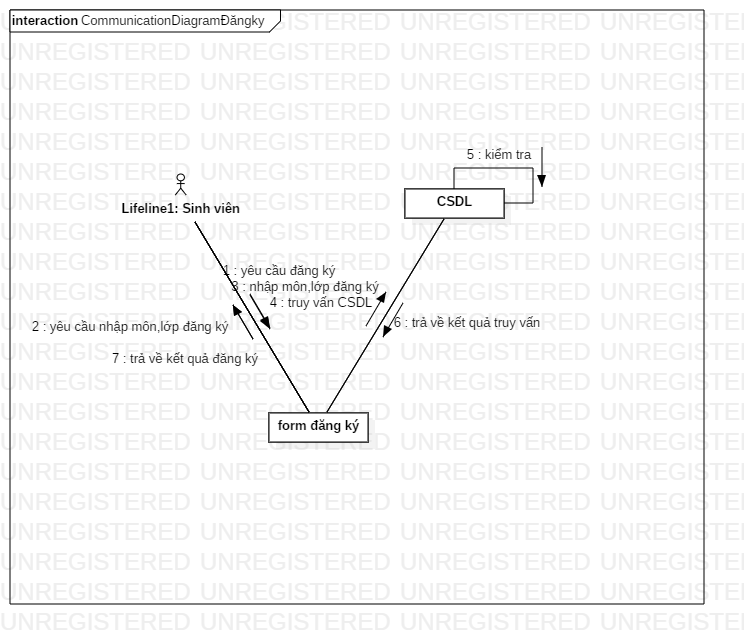 interaction CommunicationDiagramĐăngky
5 : kiểm tra
CSDL
Lifeline1: Sinh viên
1 : yêu cầu đăng ký
3 : nhập môn,lớp đăng ký
4 : truy vấn CSDL
2 : yêu cầu nhập môn,lớp đăng ký
6 : trả về kết quả truy vấn
7 : trả về kết quả đăng ký
form đăng ký
UNREGISTERED UNREGISTERED UNREGISTERED UNREGISTERED